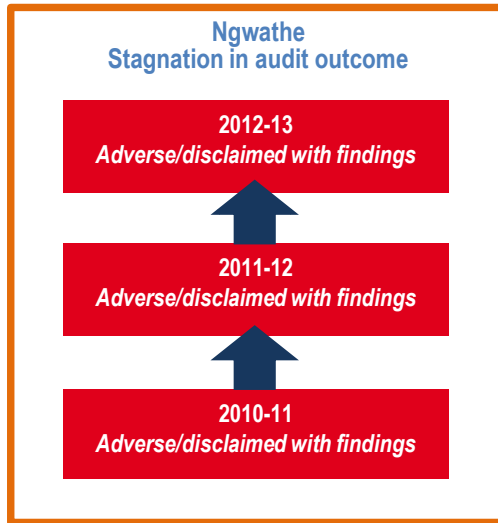 Ngwathe
Stagnation in audit outcome
2012-13
Adverse/disclaimed with findings
2011-12
Adverse/disclaimed with findings
2010-11
Adverse/disclaimed with findings